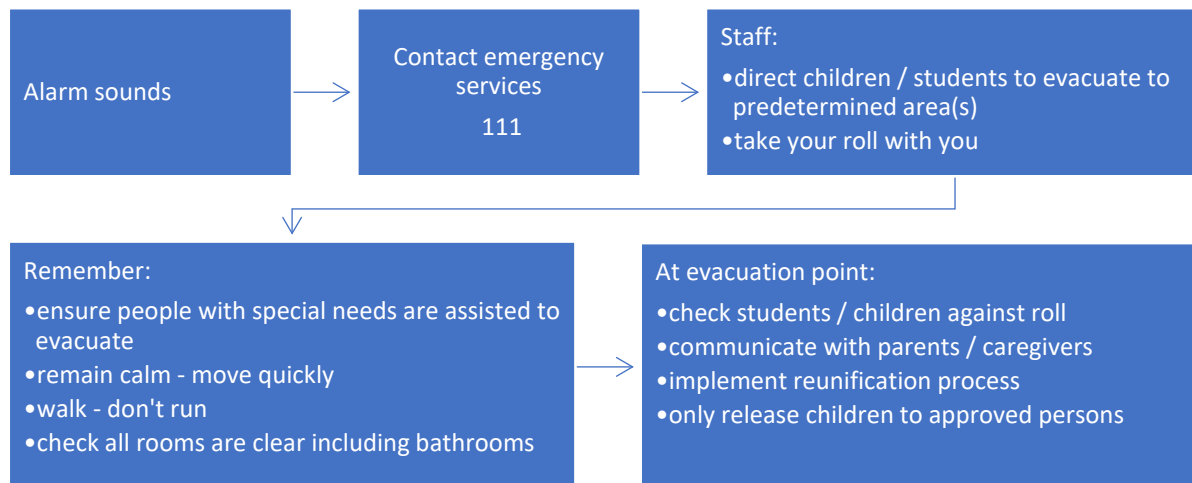 Alarm sounds
Contact emergency
services
111
Staff:
•direct children / students to evacuate to
predetermined area(s)
•take your roll with you
Remember:
•ensure people with special needs are assisted to
evacuate
•remain calm - move quickly
•walk - don't run
•check all rooms are clear including bathrooms
At evacuation point:
•check students / children against roll
•communicate with parents / caregivers
•implement reunification process
•only release children to approved persons